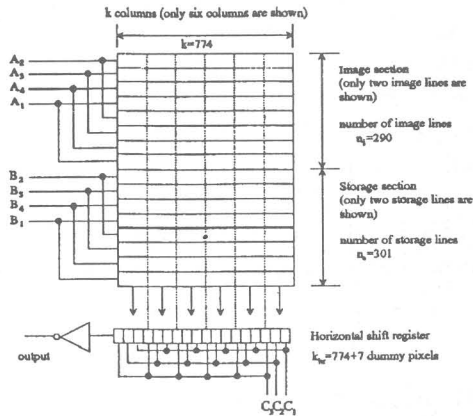 k columns (only six columns are shown)
k=774
A2
A3
A4
A1
Image section
(only two image lines are
shown)
number of image lines
ni=290
B2
B3
B4
B1
Storage section
(only two storage lines are
shown)
number of storage lines
ns=301
output
Horizontal shift register
khr=774+7 dummy pixels
C3C2C1